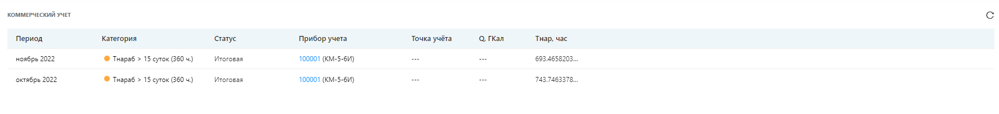 КОММЕРЧЕСКИЙ УЧЕТ
Период Категория Статус Прибор учета Точка учёта Q, ГКал Тнар, час
ноябрь 2022 Тнараб > 15 суток (360 ч.) Итоговая 100001 (КМ-5-6И) --- --- 693.4658203...
октябрь 2022 Тнараб > 15 суток (360 ч.) Итоговая 100001 (КМ-5-6И) --- --- 743.7463378...